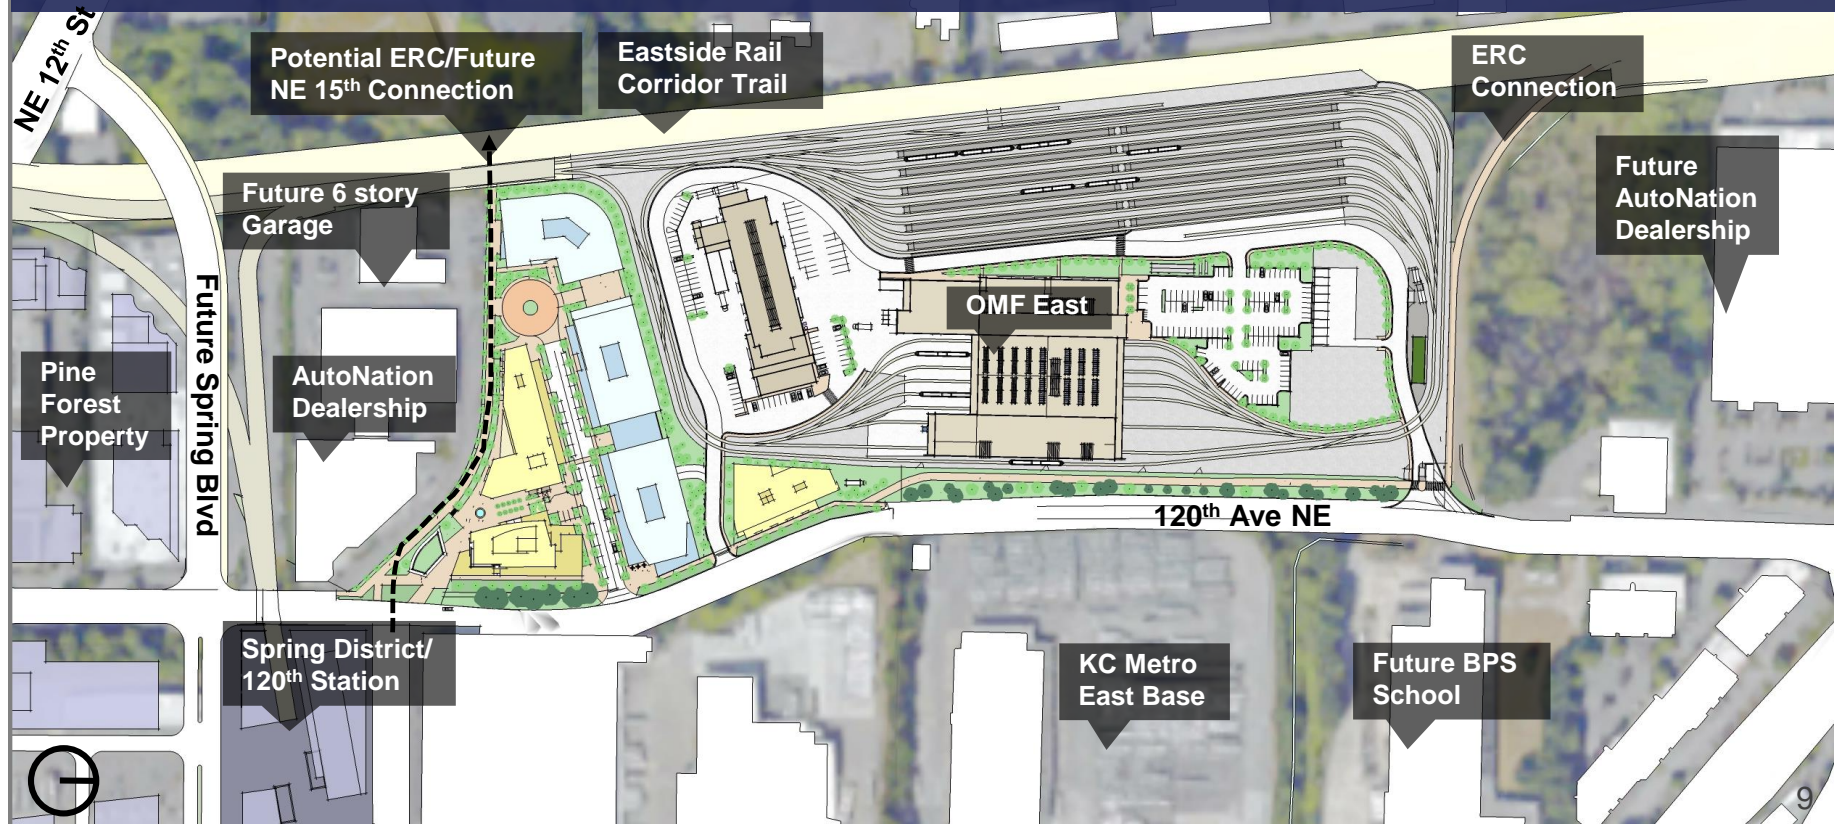 NE 12th St
Potential ERC/Future
NE 15th Connection
Eastside Rail
Corridor Trail
ERC
Connection
Future
AutoNation
Dealership
Future 6 story
Garage
Future Spring Blvd
OMF East
Pine
Forest
Property
AutoNation
Dealership
120th Ave NE
Spring District/
120th Station
KC Metro
East Base
Future BPS
School
9